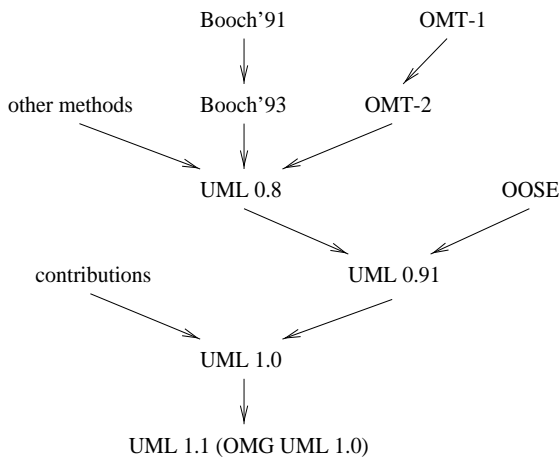 Booch'91
OMT-1
other methods
Booch'93
OMT-2
UML 0.8
OOSE
contributions
UML 0.91
UML 1.0
UML 1.1 (OMG UML 1.0)